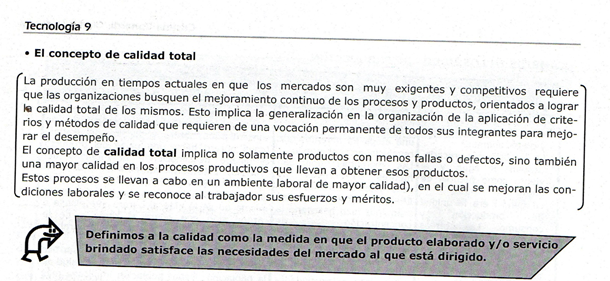 Tecnología 9
• El concepto de calidad total
La producción en tiempos actuales en que los mercados son muy exigentes y competitivos requiere
que las organizaciones busquen el mejoramiento continuo de los procesos y productos, orientados a lograr
la calidad total de los mismos. Esto implica la generalización en la organización de la aplicación de crite-
rios y métodos de calidad que requieren de una vocación permanente de todos sus integrantes para mejo-
rar el desempeño.
El concepto de calidad total implica no solamente productos con menos fallas o defectos, sino también
una mayor calidad en los procesos productivos que llevan a obtener esos productos.
Estos procesos se llevan a cabo en un ambiente laboral de mayor calidad), en el cual se mejoran las con-
diciones laborales y se reconoce al trabajador sus esfuerzos y méritos.
Definimos a la calidad como la medida en que el producto elaborado y/o servicio
brindado satisface las necesidades del mercado al que está dirigido.